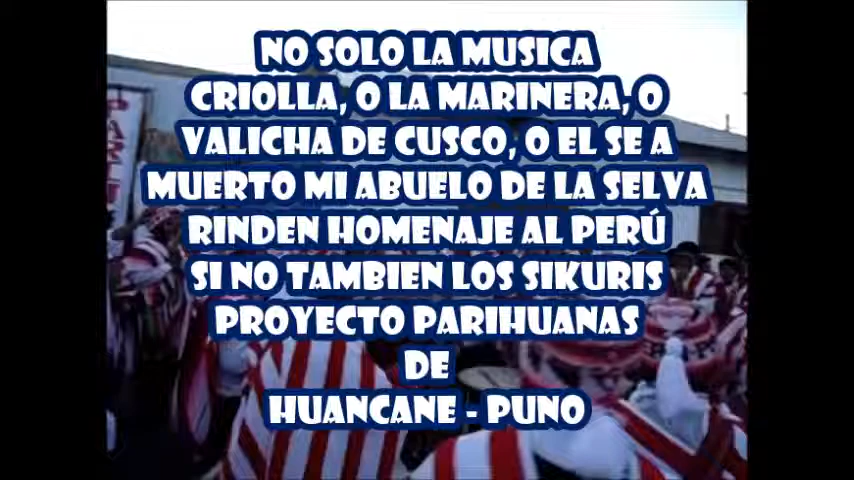 NO SOLO LA MUSICA
CRIOLLA, O LA MARINERA, O
VALICHA DE CUSCO, O EL SE A
MUERTO MI ABUELO DE LA SELVA
RINDEN HOMENAJE AL PERÚ
SI NO TAMBIEN LOS SIKURIS
PROYECTO PARIHUANAS
DE
HUANCANE - PUNO